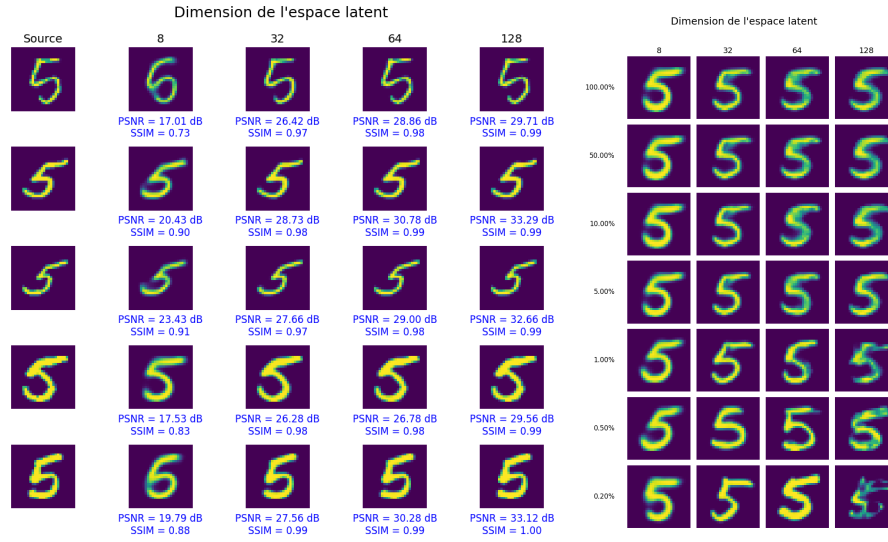 Dimension de l'espace latent
Source 8 32 64 128
PSNR = 17.01 dB PSNR = 26.42 dB PSNR = 28.86 dB PSNR = 29.71 dB
SSIM = 0.73 SSIM = 0.97 SSIM = 0.98 SSIM = 0.99
PSNR = 20.43 dB PSNR = 28.73 dB PSNR = 30.78 dB PSNR = 33.29 dB
SSIM = 0.90 SSIM = 0.98 SSIM = 0.99 SSIM = 0.99
PSNR = 23.43 dB PSNR = 27.66 dB PSNR = 29.00 dB PSNR = 32.66 dB
SSIM = 0.91 SSIM = 0.97 SSIM = 0.98 SSIM = 0.99
PSNR = 17.53 dB PSNR = 26.28 dB PSNR = 26.78 dB PSNR = 29.56 dB
SSIM = 0.83 SSIM = 0.98 SSIM = 0.98 SSIM = 0.99
PSNR = 19.79 dB PSNR = 27.56 dB PSNR = 30.28 dB PSNR = 33.12 dB
SSIM = 0.88 SSIM = 0.99 SSIM = 0.99 SSIM = 1.00
Dimension de l'espace latent
8 32 64 128
100.00%
50.00%
10.00%
5.00%
1.00%
0.50%
0.20%